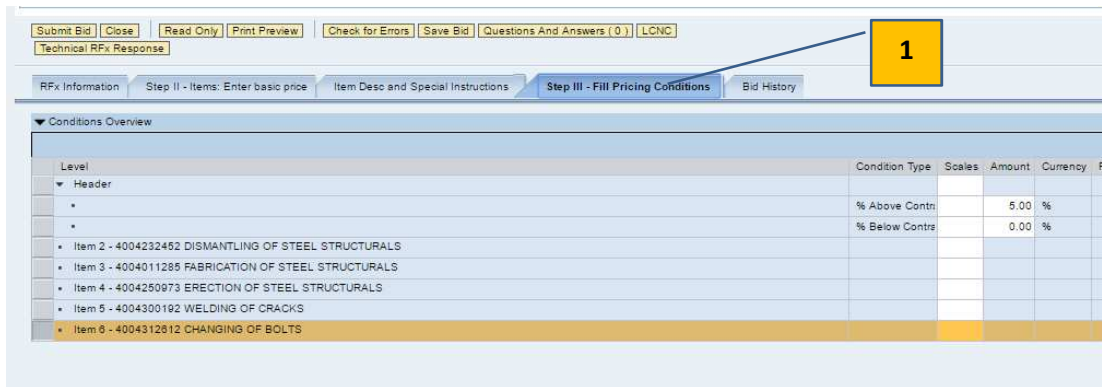 Submit Bid Close Read Only Print Preview Check for Errors Save Bid Questions And Answers ( 0 ) LCNC
Technical RFx Response
1
RFx Information Step II - Items: Enter basic price Item Desc and Special Instructions Step III - Fill Pricing Conditions Bid History
Conditions Overview
Level Condition Type Scales Amount Currency
Header
% Above Contr 5.00 %
% Below Contra 0.00 %
Item 2 - 4004232452 DISMANTLING OF STEEL STRUCTURALS
Item 3 - 4004011285 FABRICATION OF STEEL STRUCTURALS
Item 4 - 4004250973 ERECTION OF STEEL STRUCTURALS
Item 5 - 4004300192 WELDING OF CRACKS
Item 6 - 4004312612 CHANGING OF BOLTS